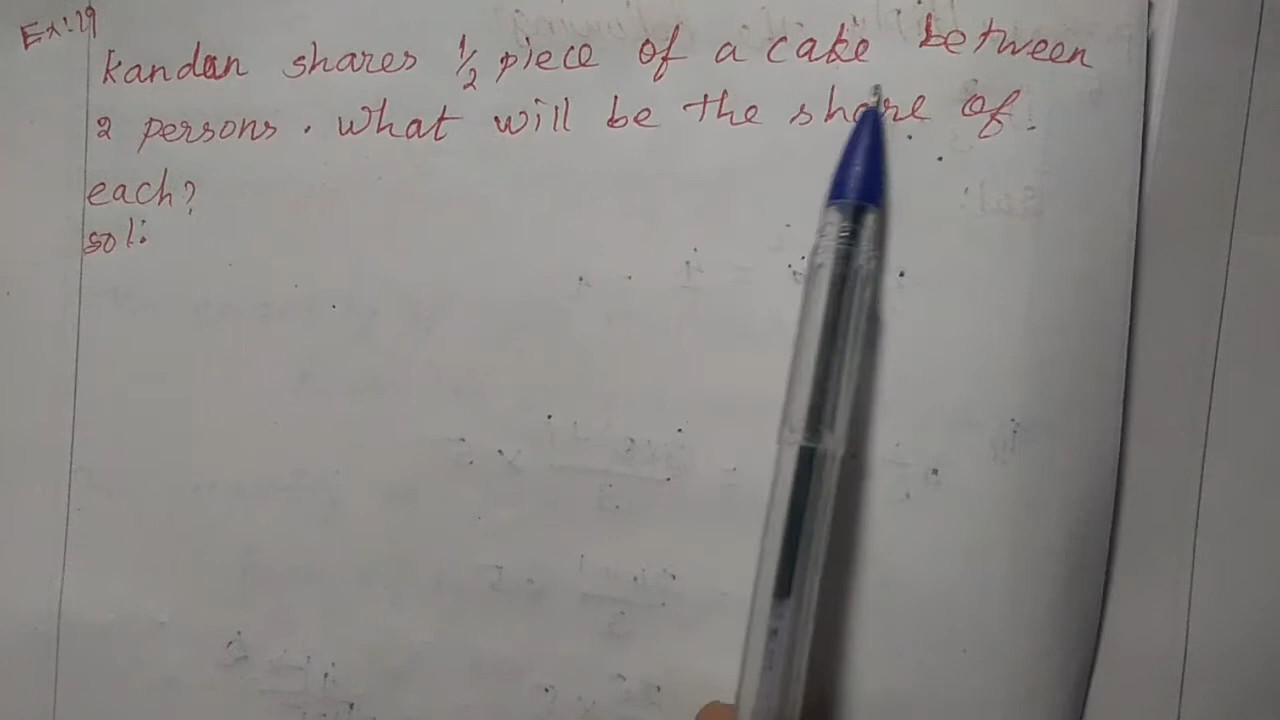 Ex:29
Kandan shares 1/2 piece of a cake between
2 persons. What will be the share of
each?
sol: